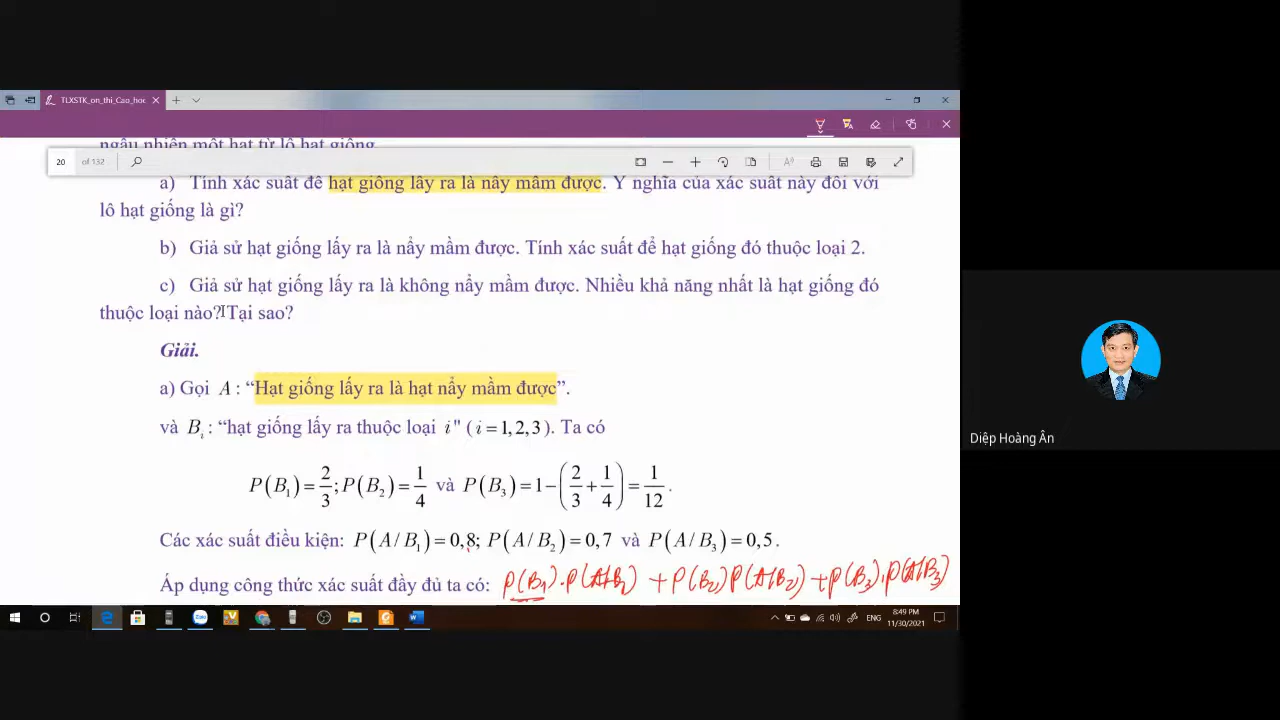 TLXSTK_on_thi_Cao_hoc
ngẫu nhiên một hạt từ lô hạt giống.
20 of 132
a) Tính xác suất để hạt giống lấy ra là nẩy mầm được. Ý nghĩa của xác suất này đối với
lô hạt giống là gì?
b) Giả sử hạt giống lấy ra là nẩy mầm được. Tính xác suất để hạt giống đó thuộc loại 2.
c) Giả sử hạt giống lấy ra là không nẩy mầm được. Nhiều khả năng nhất là hạt giống đó
thuộc loại nào? Tại sao?
Giải.
a) Gọi A : “Hạt giống lấy ra là hạt nẩy mầm được”.
và Bᵢ : “hạt giống lấy ra thuộc loại i" ( i = 1, 2, 3 ). Ta có
P(B₁) = 2/3; P(B₂) = 1/4 và P(B₃) = 1 − (2/3 + 1/4) = 1/12 .
Các xác suất điều kiện: P(A / B₁) = 0,8; P(A / B₂) = 0,7 và P(A / B₃) = 0,5 .
Áp dụng công thức xác suất đầy đủ ta có: P(B₁).P(A/B₁) + P(B₂)P(A/B₂) + P(B₃).P(A/B₃)
Diệp Hoàng Ân
Zalo
ENG
8:49 PM
11/30/2021